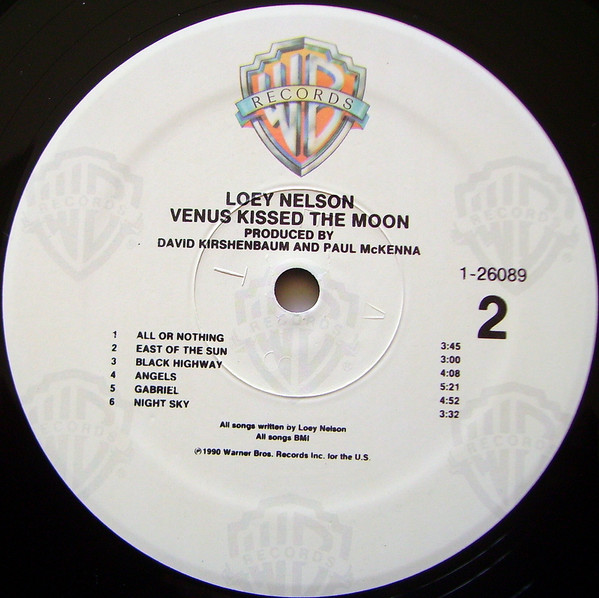 WB
RECORDS
LOEY NELSON
VENUS KISSED THE MOON
PRODUCED BY
DAVID KIRSHENBAUM AND PAUL McKENNA
1-26089
2
1 ALL OR NOTHING 3:45
2 EAST OF THE SUN 3:00
3 BLACK HIGHWAY 4:08
4 ANGELS 5:21
5 GABRIEL 4:52
6 NIGHT SKY 3:32
All songs written by Loey Nelson
All songs BMI
℗1990 Warner Bros. Records Inc. for the U.S.